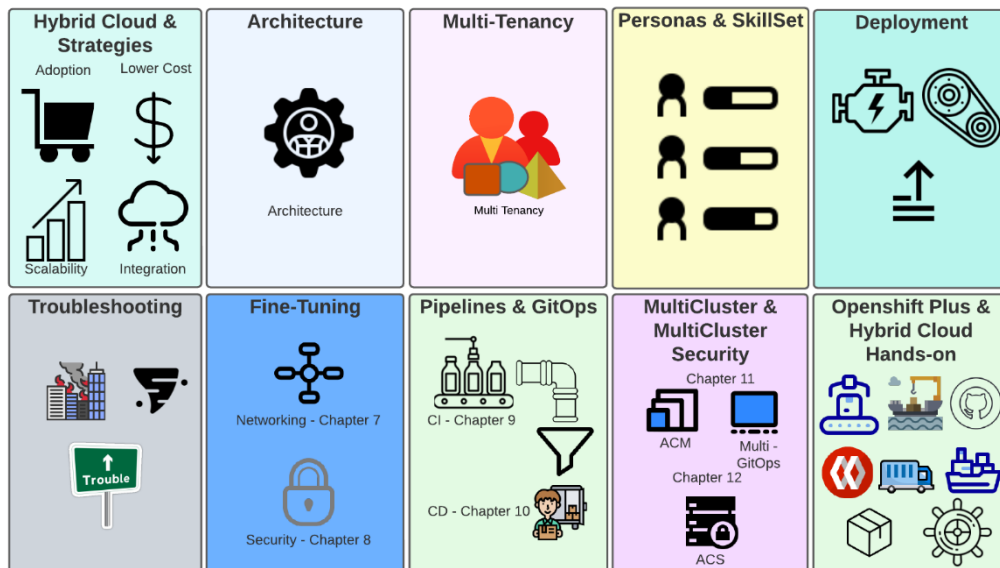 Hybrid Cloud &
Strategies
Adoption
Lower Cost
Scalability
Integration
Architecture
Architecture
Multi-Tenancy
Multi Tenancy
Personas & SkillSet
Deployment
Troubleshooting
Trouble
Fine-Tuning
Networking - Chapter 7
Security - Chapter 8
Pipelines & GitOps
CI - Chapter 9
CD - Chapter 10
MultiCluster &
MultiCluster
Security
Chapter 11
ACM
Multi -
GitOps
Chapter 12
ACS
Openshift Plus &
Hybrid Cloud
Hands-on